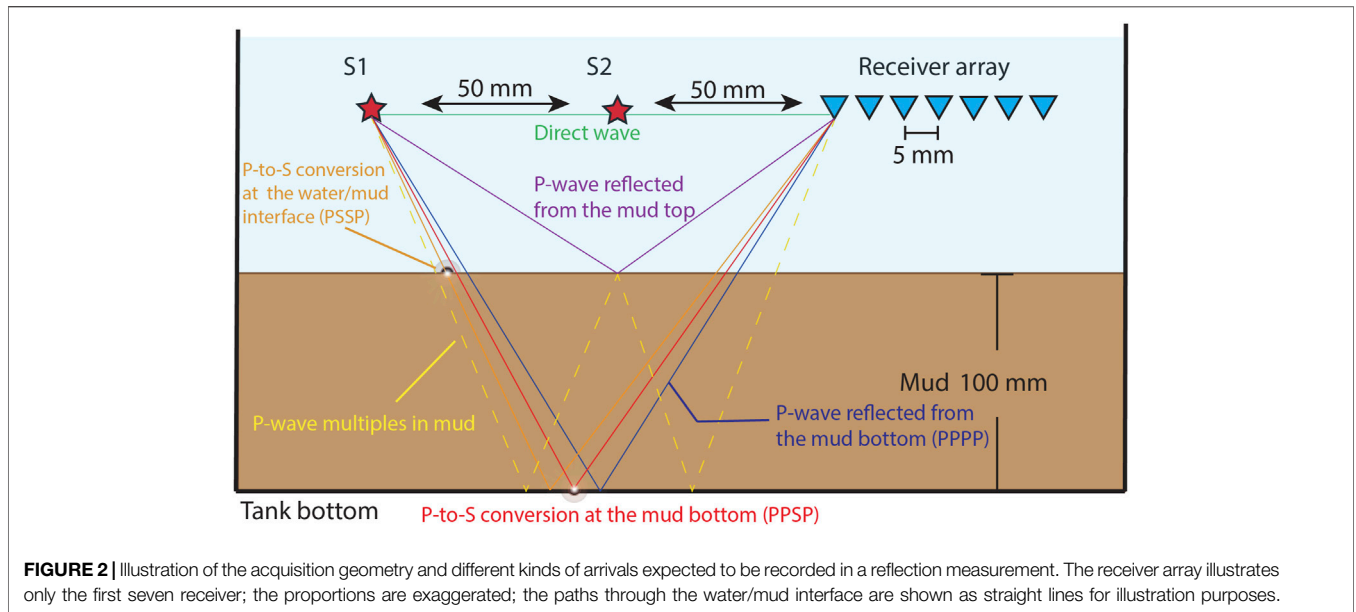 S1
S2
Receiver array
50 mm
50 mm
Direct wave
5 mm
P-to-S conversion
at the water/mud
interface (PSSP)
P-wave reflected
from the mud top
Mud 100 mm
P-wave multiples in mud
P-wave reflected from
the mud bottom (PPPP)
Tank bottom
P-to-S conversion at the mud bottom (PPSP)
FIGURE 2 | Illustration of the acquisition geometry and different kinds of arrivals expected to be recorded in a reflection measurement. The receiver array illustrates
only the first seven receiver; the proportions are exaggerated; the paths through the water/mud interface are shown as straight lines for illustration purposes.